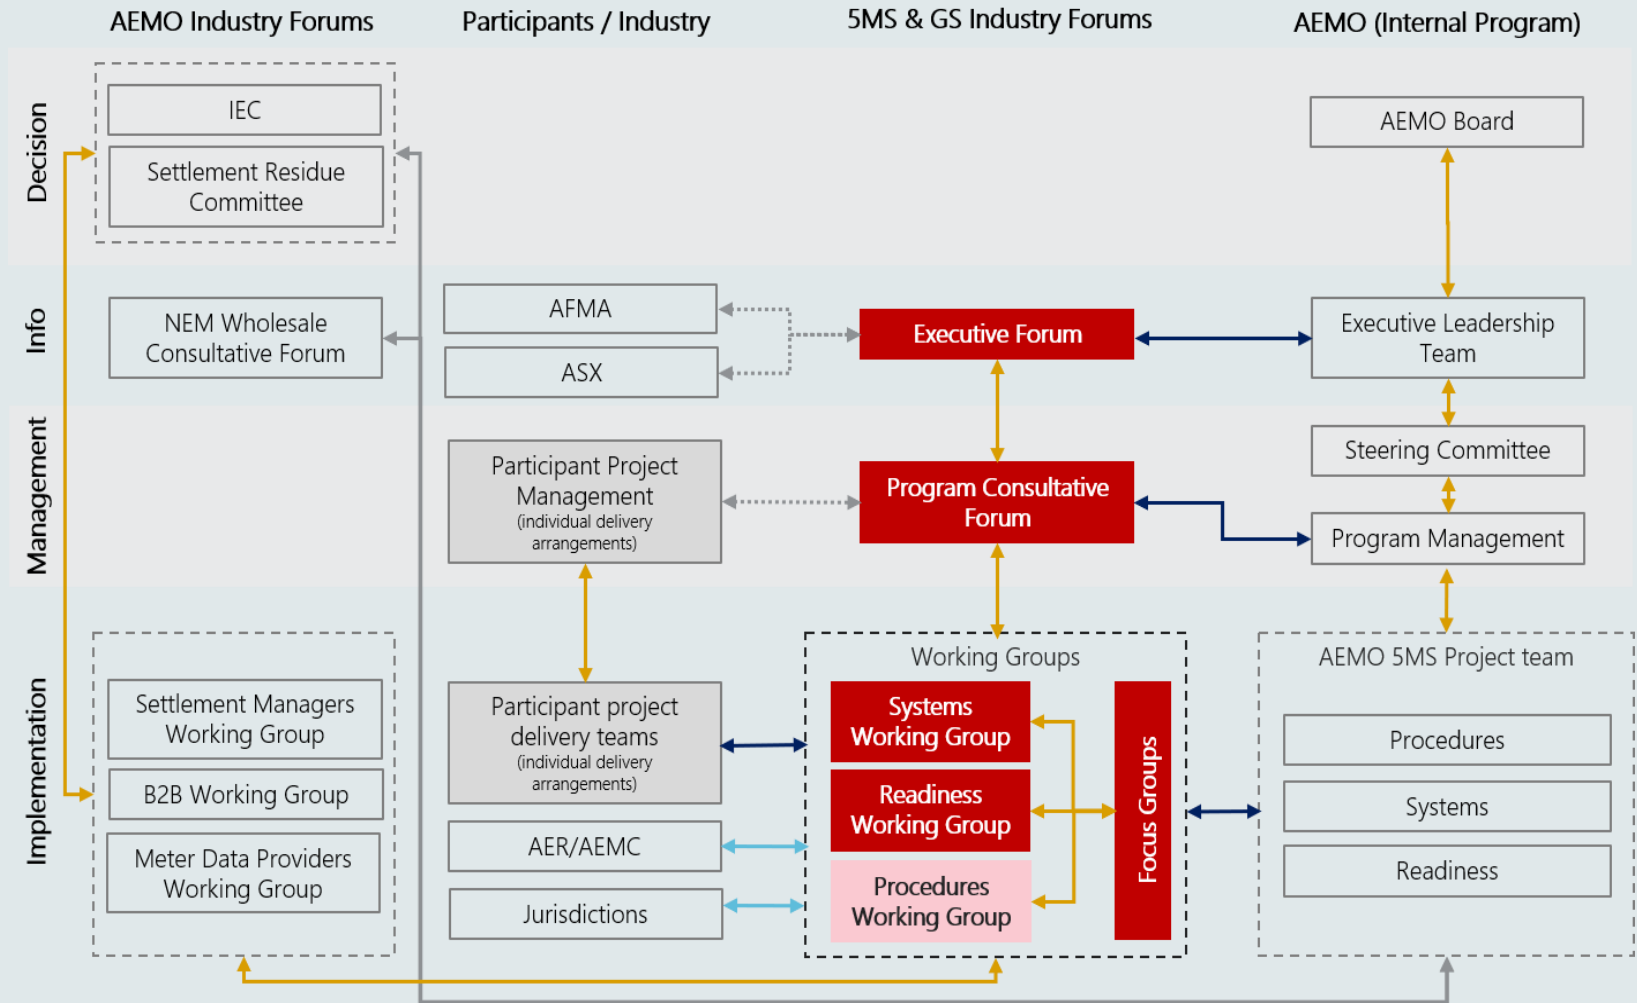 AEMO Industry Forums
Participants / Industry
5MS & GS Industry Forums
AEMO (Internal Program)
Decision
IEC
Settlement Residue
Committee
AEMO Board
Info
NEM Wholesale
Consultative Forum
AFMA
ASX
Executive Forum
Executive Leadership
Team
Management
Participant Project
Management
(individual delivery
arrangements)
Program Consultative
Forum
Steering Committee
Program Management
Implementation
Settlement Managers
Working Group
B2B Working Group
Meter Data Providers
Working Group
Participant project
delivery teams
(individual delivery
arrangements)
AER/AEMC
Jurisdictions
Working Groups
Systems
Working Group
Readiness
Working Group
Procedures
Working Group
Focus Groups
AEMO 5MS Project team
Procedures
Systems
Readiness